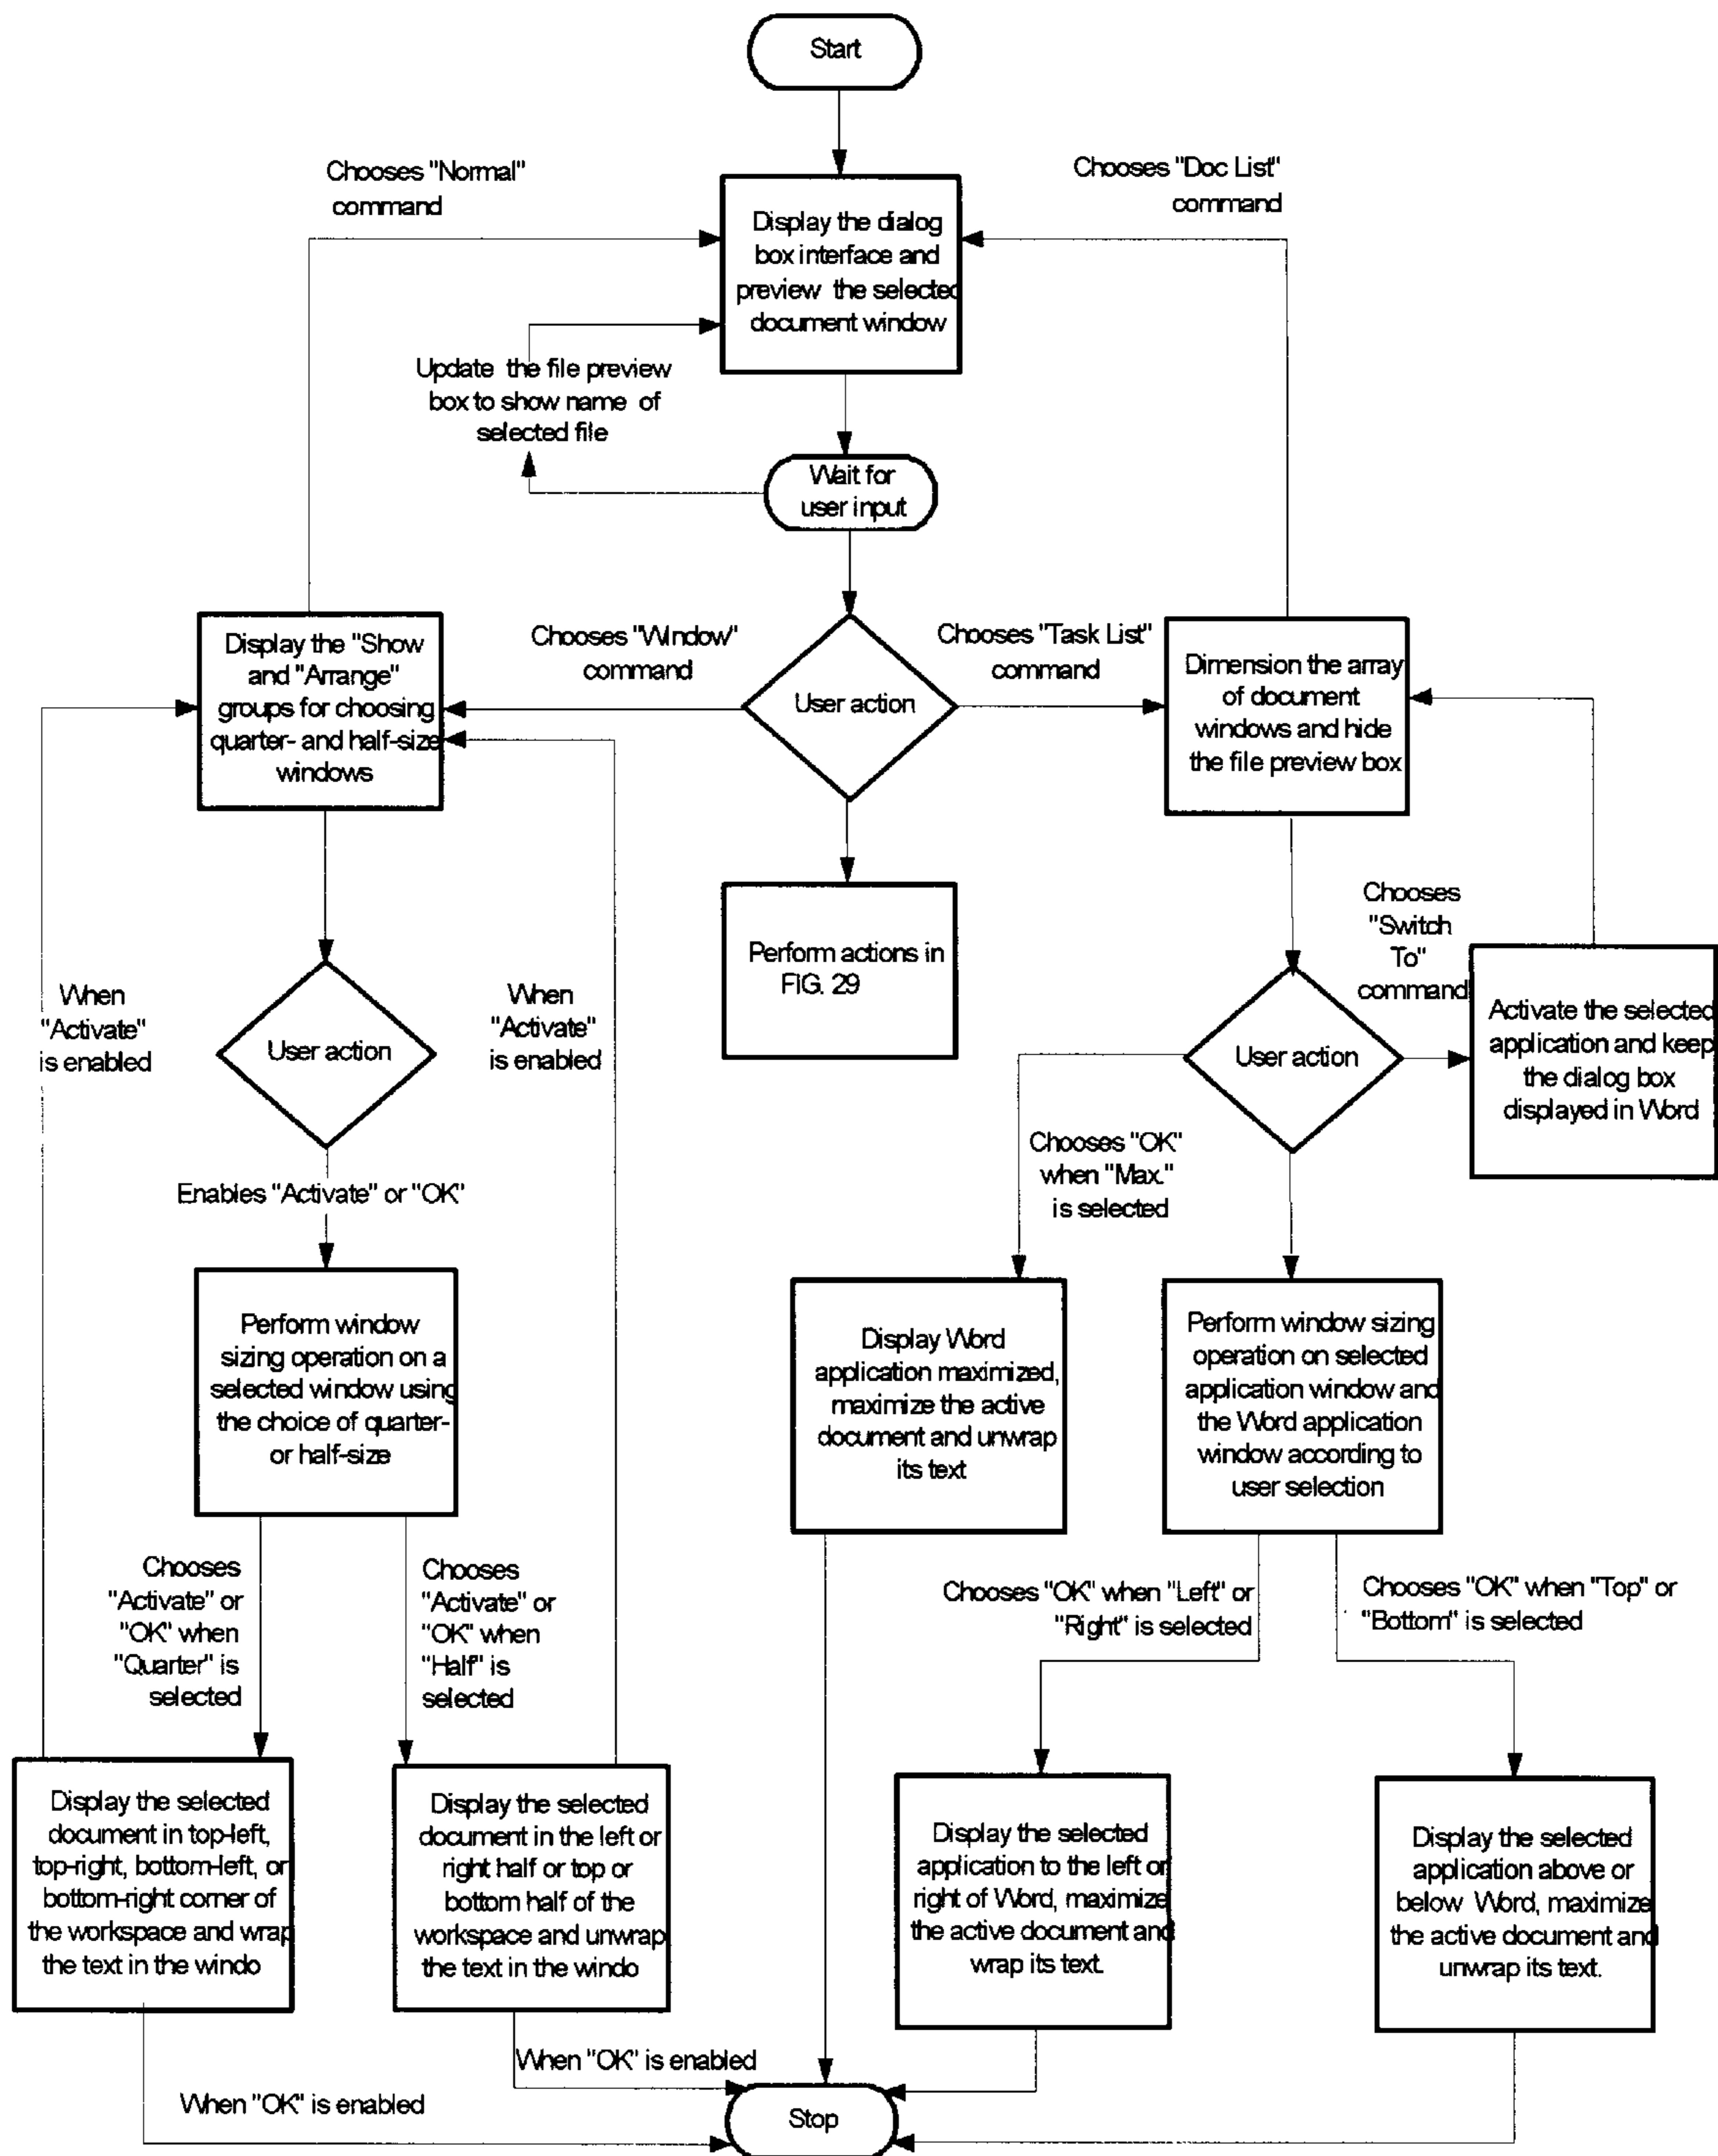 Start
Chooses "Normal"
command
Chooses "Doc List"
command
Display the dialog
box interface and
preview the selected
document window
Update the file preview
box to show name of
selected file
Wait for
user input
Display the "Show
and "Arrange"
groups for choosing
quarter- and half-size
windows
Chooses "Window"
command
User action
Chooses "Task List"
command
Dimension the array
of document
windows and hide
the file preview box
Perform actions in
FIG. 29
Chooses
"Switch
To"
command
When
"Activate"
is enabled
User action
When
"Activate"
is enabled
User action
Activate the selected
application and keep
the dialog box
displayed in Word
Enables "Activate" or "OK"
Chooses "OK"
when "Max."
is selected
Perform window
sizing operation on a
selected window using
the choice of quarter-
or half-size
Display Word
application maximized,
maximize the active
document and unwrap
its text
Perform window sizing
operation on selected
application window and
the Word application
window according to
user selection
Chooses
"Activate" or
"OK" when
"Quarter" is
selected
Chooses
"Activate" or
"OK" when
"Half" is
selected
Chooses "OK" when "Left" or
"Right" is selected
Chooses "OK" when "Top" or
"Bottom" is selected
Display the selected
document in top-left,
top-right, bottom-left, or
bottom-right corner of
the workspace and wrap
the text in the windo
Display the selected
document in the left or
right half or top or
bottom half of the
workspace and unwrap
the text in the windo
Display the selected
application to the left or
right of Word, maximize
the active document and
wrap its text.
Display the selected
application above or
below Word, maximize
the active document and
unwrap its text.
When "OK" is enabled
When "OK" is enabled
Stop